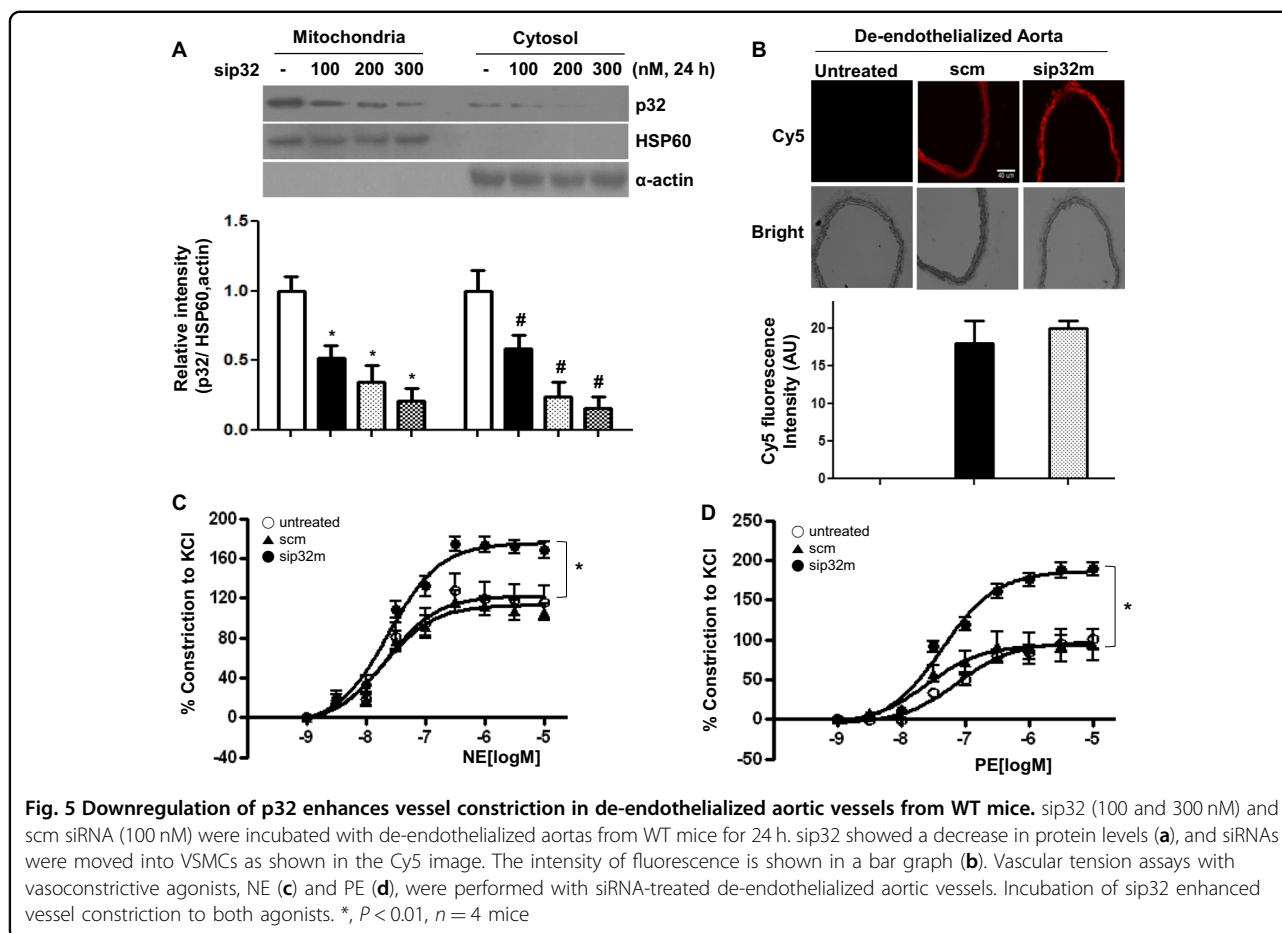 A
Mitochondria Cytosol
sip32 - 100 200 300 - 100 200 300 (nM, 24 h)
p32
HSP60
α-actin
Relative intensity
(p32/ HSP60,actin)
1.5
1.0
0.5
0.0
* * * # # #
B
De-endothelialized Aorta
Untreated scm sip32m
Cy5
40 um
Bright
Cy5 fluorescence
Intensity (AU)
20
15
10
5
0
C
% Constriction to KCl
200
160
120
80
40
0
-40
untreated
scm
sip32m
*
-9 -8 -7 -6 -5
NE[logM]
D
% Constriction to KCl
250
200
150
100
50
0
-50
untreated
scm
sip32m
*
-9 -8 -7 -6 -5
PE[logM]
Fig. 5 Downregulation of p32 enhances vessel constriction in de-endothelialized aortic vessels from WT mice. sip32 (100 and 300 nM) and
scm siRNA (100 nM) were incubated with de-endothelialized aortas from WT mice for 24 h. sip32 showed a decrease in protein levels (a), and siRNAs
were moved into VSMCs as shown in the Cy5 image. The intensity of fluorescence is shown in a bar graph (b). Vascular tension assays with
vasoconstrictive agonists, NE (c) and PE (d), were performed with siRNA-treated de-endothelialized aortic vessels. Incubation of sip32 enhanced
vessel constriction to both agonists. *, P < 0.01, n = 4 mice